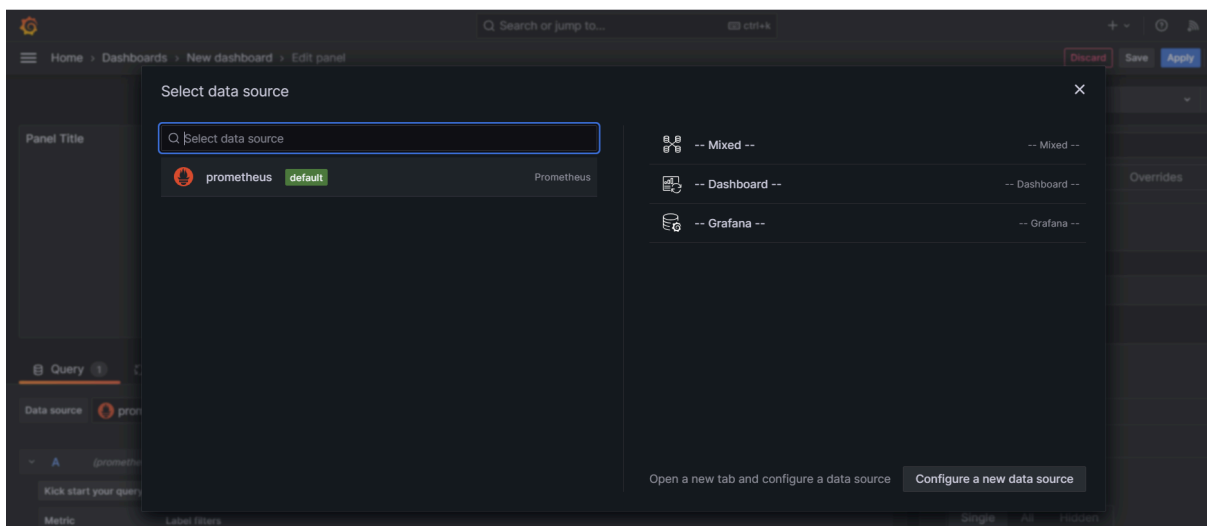 Search or jump to...
ctrl+k
Home › Dashboards › New dashboard › Edit panel
Discard
Save
Apply
Select data source
Panel Title
Select data source
prometheus
default
Prometheus
-- Mixed --
-- Mixed --
-- Dashboard --
-- Dashboard --
-- Grafana --
-- Grafana --
Overrides
Query 1
Data source
A
Open a new tab and configure a data source
Configure a new data source
Kick start your query
Metric
Label filters
Single
All
Hidden